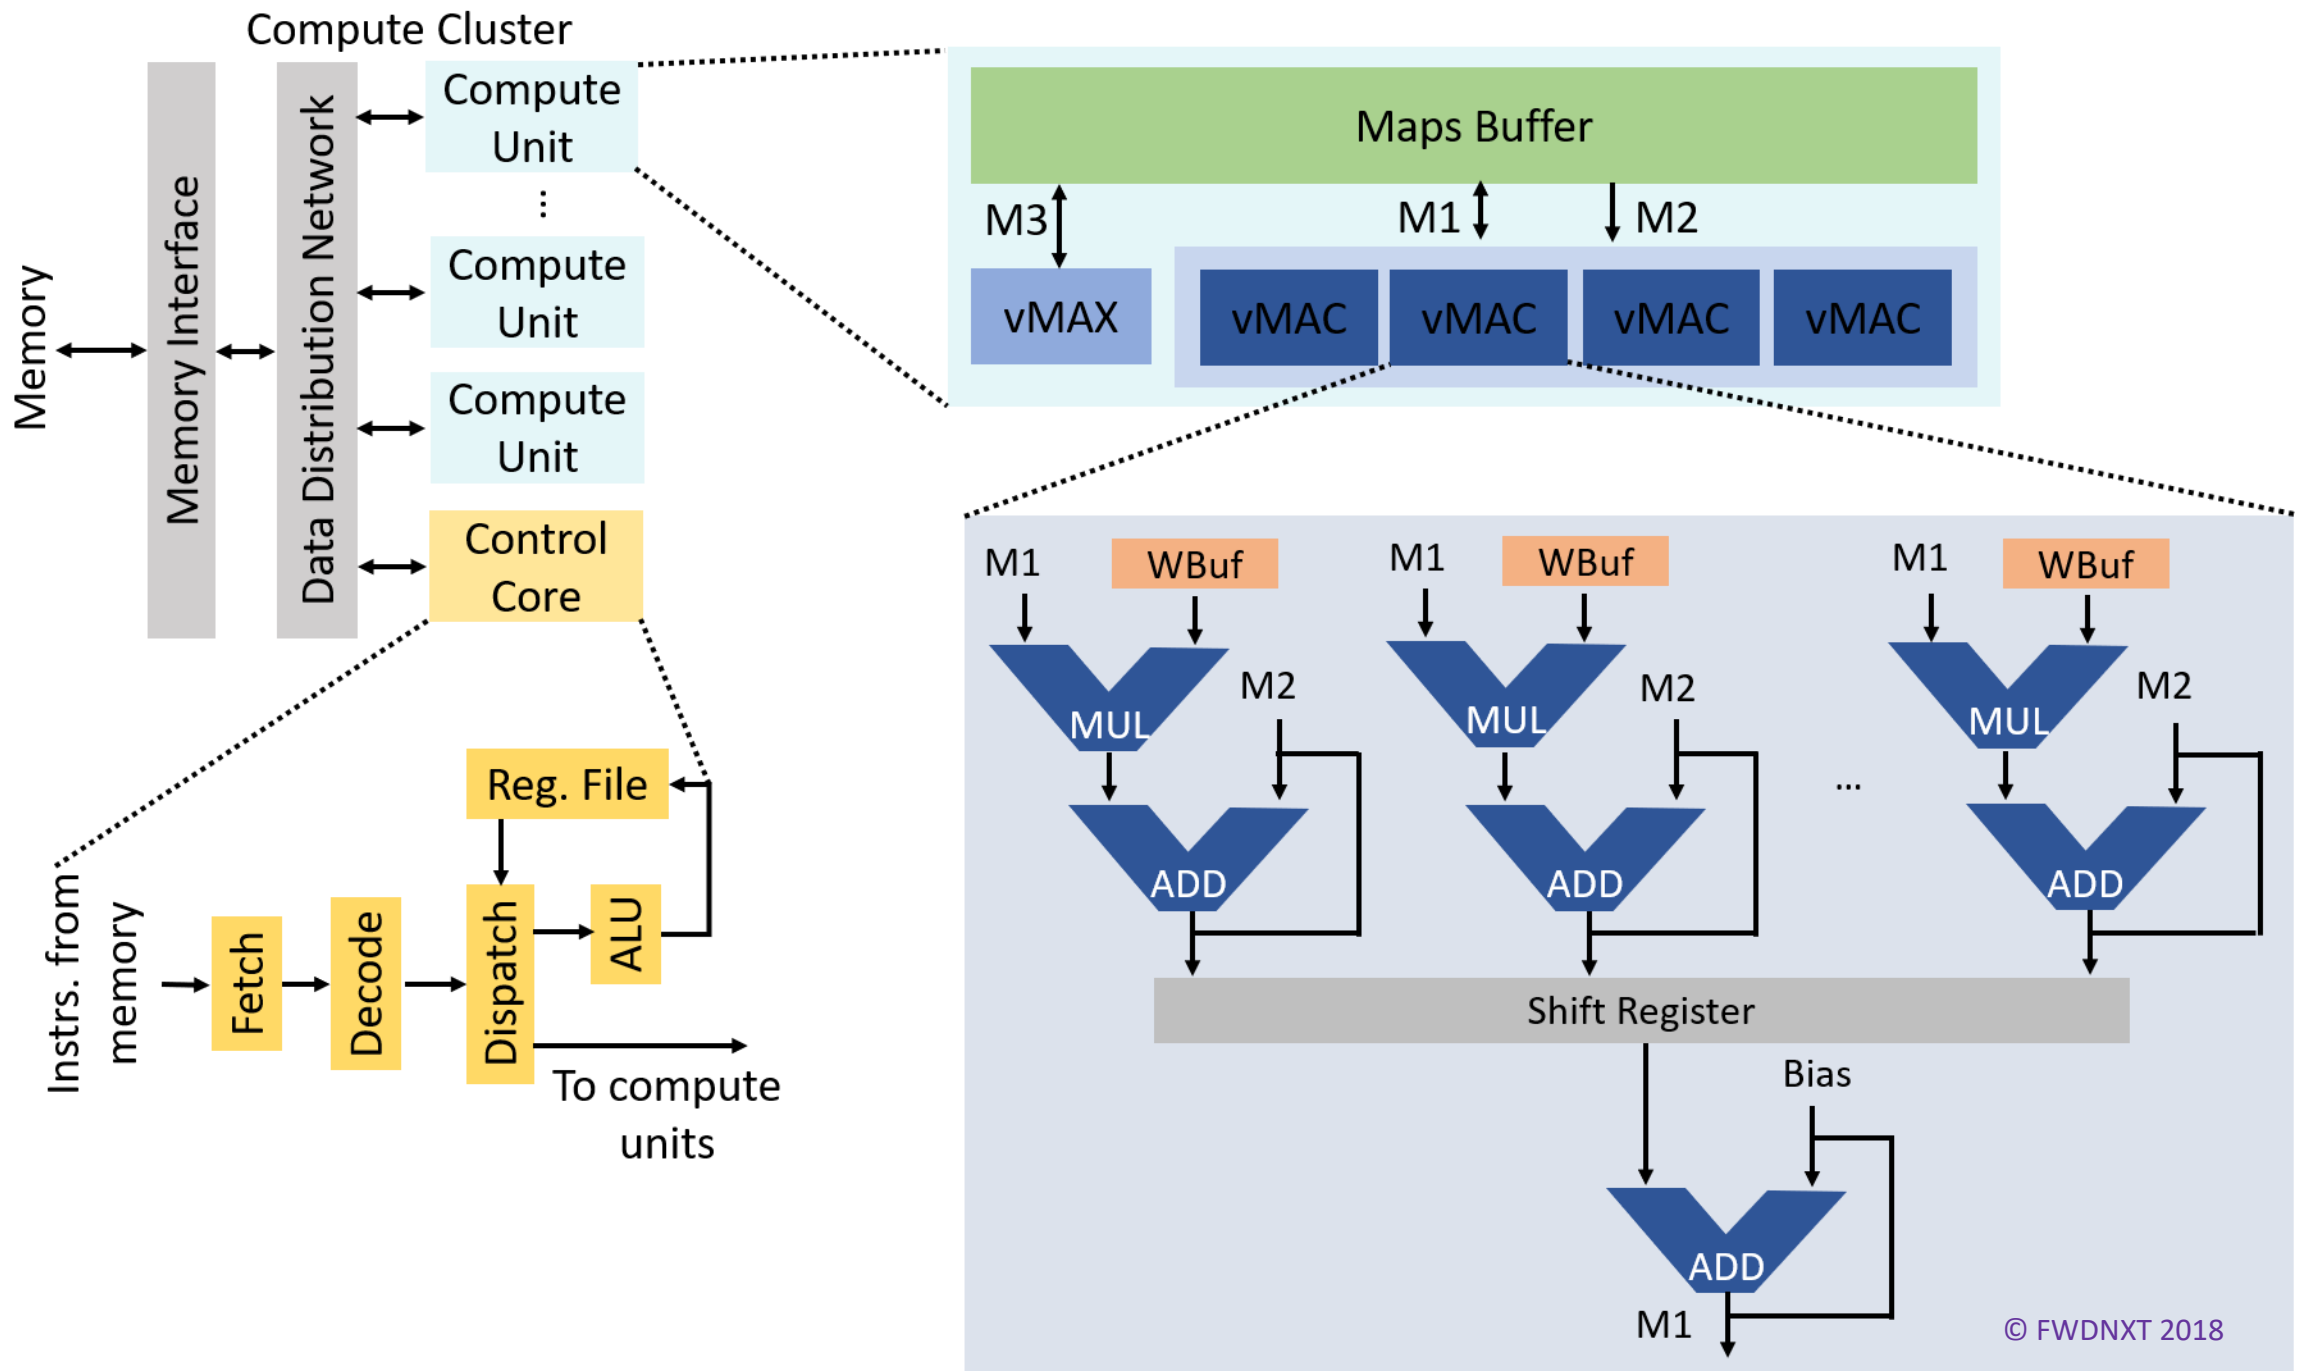 Compute Cluster
Memory
Memory Interface
Data Distribution Network
Compute
Unit
...
Compute
Unit
Compute
Unit
Control
Core
Maps Buffer
M3
M1
M2
vMAX
vMAC
vMAC
vMAC
vMAC
Reg. File
Instrs. from
memory
Fetch
Decode
Dispatch
ALU
To compute
units
M1
WBuf
M1
WBuf
M1
WBuf
MUL
M2
MUL
M2
MUL
M2
ADD
ADD
...
ADD
Shift Register
Bias
ADD
M1
© FWDNXT 2018